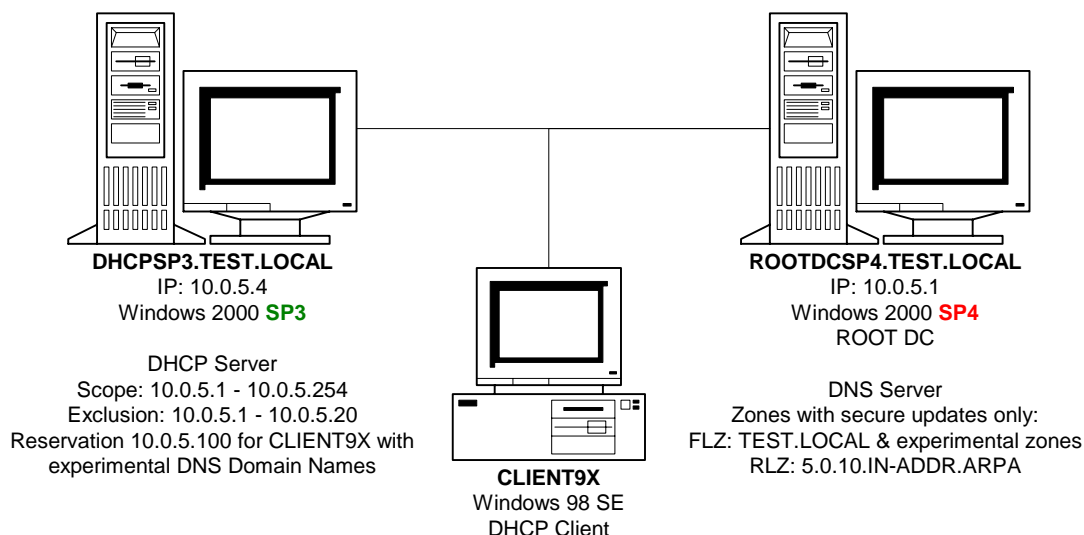 DHCPSP3.TEST.LOCAL
IP: 10.0.5.4
Windows 2000 SP3
DHCP Server
Scope: 10.0.5.1 - 10.0.5.254
Exclusion: 10.0.5.1 - 10.0.5.20
Reservation 10.0.5.100 for CLIENT9X with
experimental DNS Domain Names
CLIENT9X
Windows 98 SE
DHCP Client
ROOTDCSP4.TEST.LOCAL
IP: 10.0.5.1
Windows 2000 SP4
ROOT DC
DNS Server
Zones with secure updates only:
FLZ: TEST.LOCAL & experimental zones
RLZ: 5.0.10.IN-ADDR.ARPA